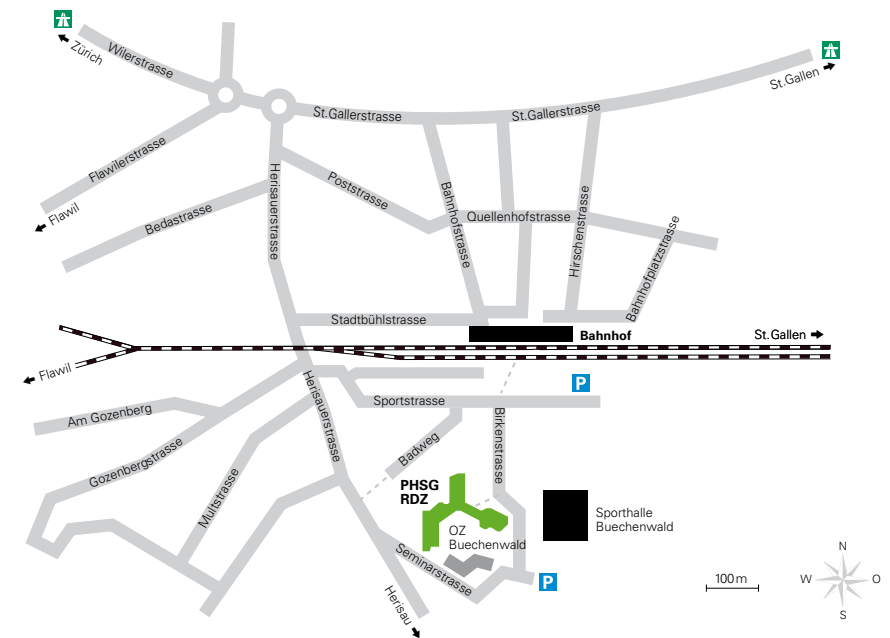 Zürich
Wilerstrasse
St.Gallerstrasse
St.Gallerstrasse
St.Gallen
Flawilerstrasse
Flawil
Bedastrasse
Herisauerstrasse
Poststrasse
Bahnhofstrasse
Quellenhofstrasse
Hirschenstrasse
Bahnhofplatzstrasse
Stadtbühlstrasse
Bahnhof
St.Gallen
Flawil
Am Gozenberg
Gozenbergstrasse
Multstrasse
Herisauerstrasse
Sportstrasse
P
Badweg
Birkenstrasse
PHSG
RDZ
OZ
Buechenwald
Sporthalle
Buechenwald
Seminarstrasse
P
Herisau
100 m
N
W
O
S